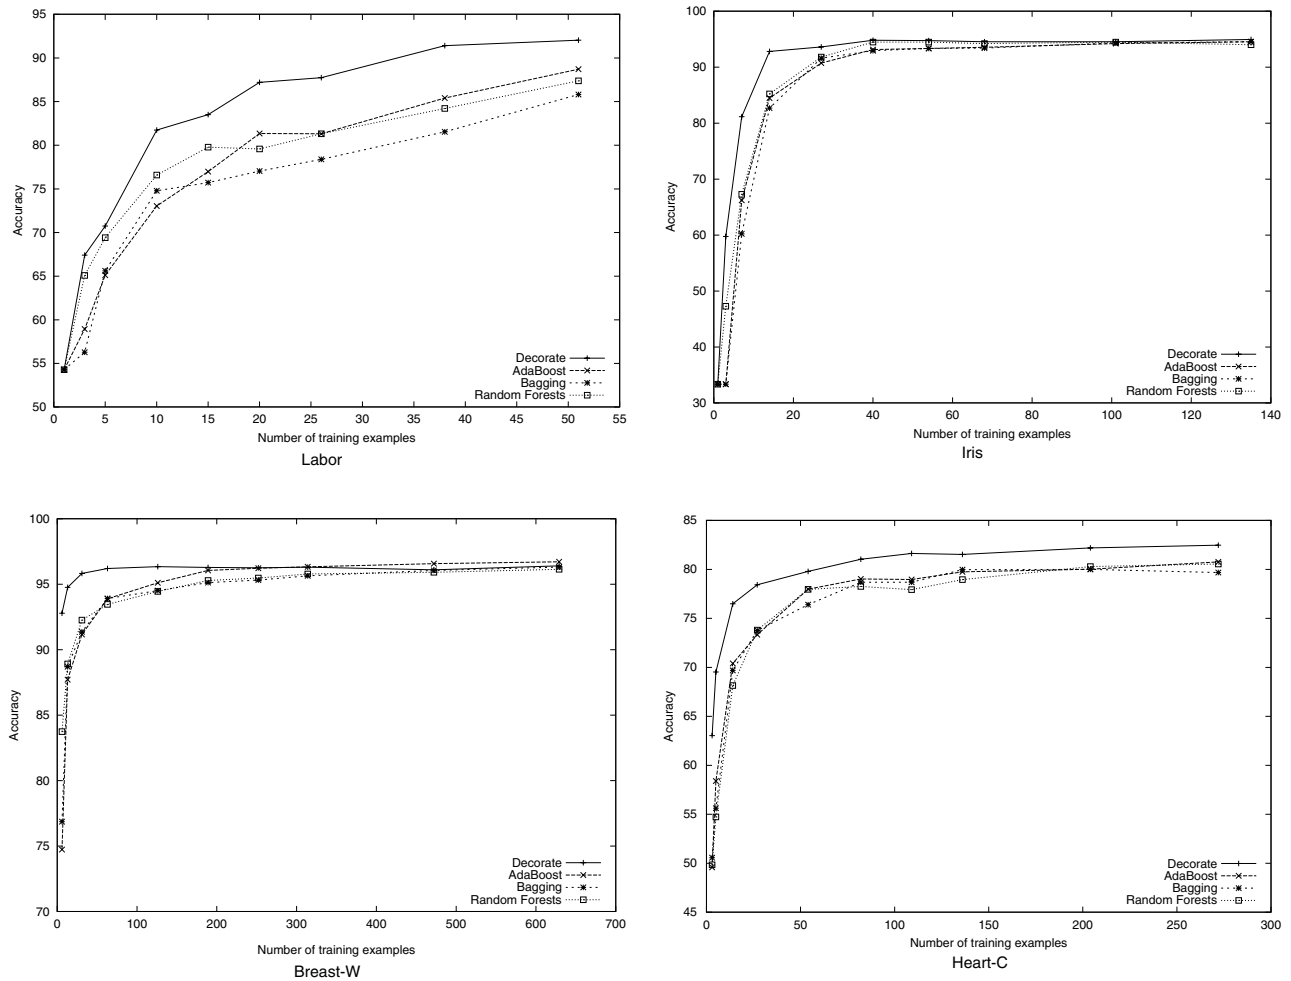 95
90
85
80
75
70
65
60
55
50
Accuracy
Decorate
AdaBoost
Bagging
Random Forests
0 5 10 15 20 25 30 35 40 45 50 55
Number of training examples
Labor
100
90
80
70
60
50
40
30
Accuracy
Decorate
AdaBoost
Bagging
Random Forests
0 20 40 60 80 100 120 140
Number of training examples
Iris
100
95
90
85
80
75
70
Accuracy
Decorate
AdaBoost
Bagging
Random Forests
0 100 200 300 400 500 600 700
Number of training examples
Breast-W
85
80
75
70
65
60
55
50
45
Accuracy
Decorate
AdaBoost
Bagging
Random Forests
0 50 100 150 200 250 300
Number of training examples
Heart-C